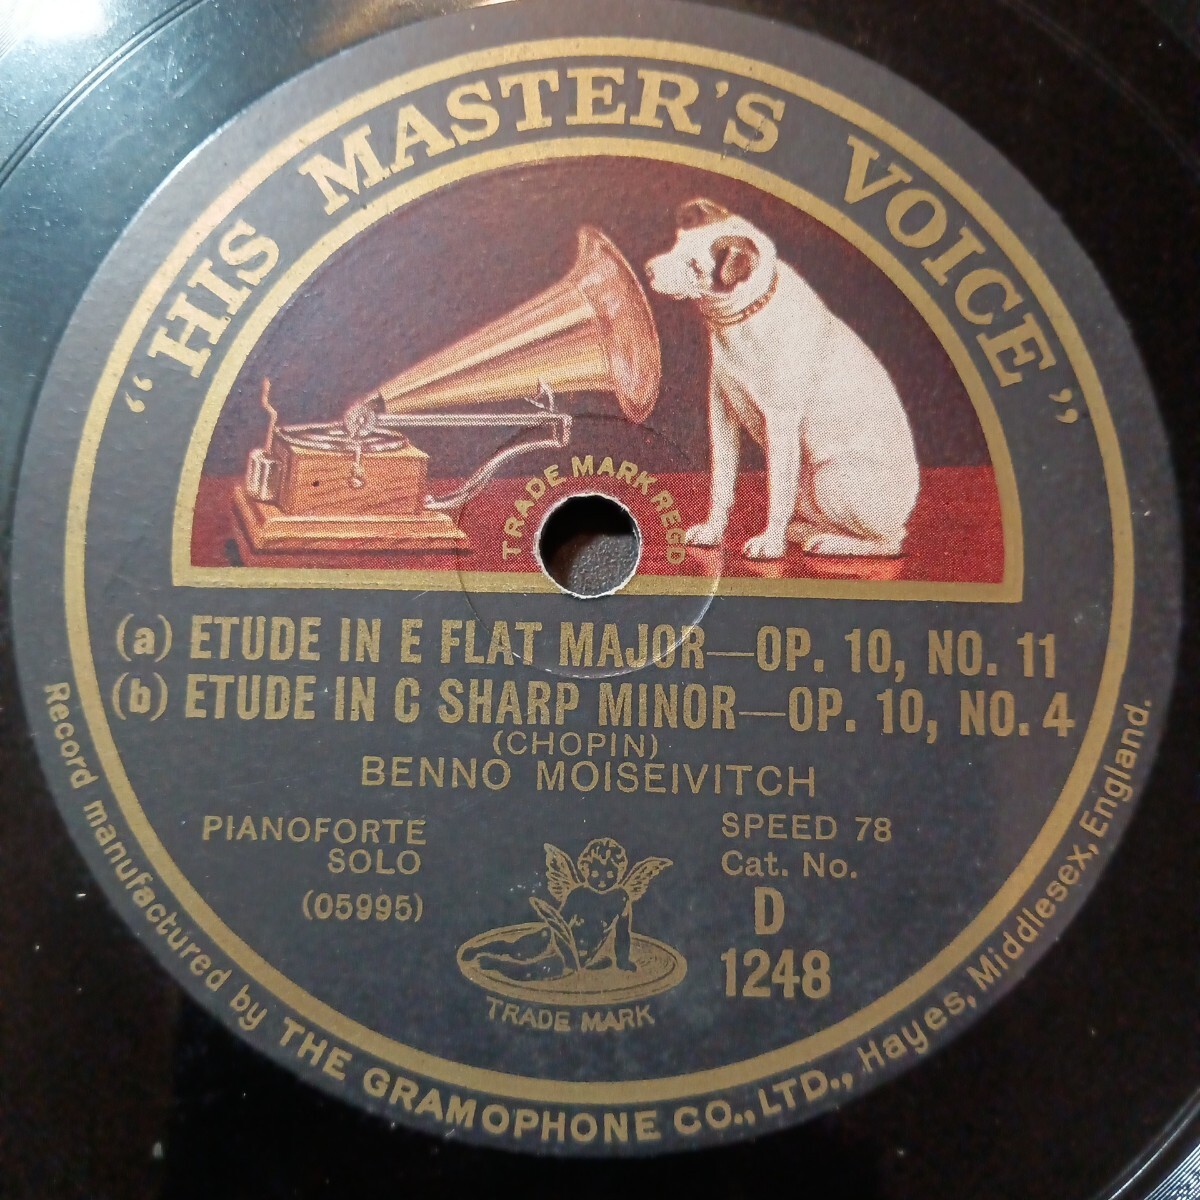 "HIS MASTER'S VOICE"
TRADE MARK REGD
(a) ETUDE IN E FLAT MAJOR—OP. 10, NO. 11
(b) ETUDE IN C SHARP MINOR—OP. 10, NO. 4
(CHOPIN)
BENNO MOISEIVITCH
PIANOFORTE
SOLO
(05995)
SPEED 78
Cat. No.
D
1248
TRADE MARK
Record manufactured by THE GRAMOPHONE CO., LTD., Hayes, Middlesex, England.